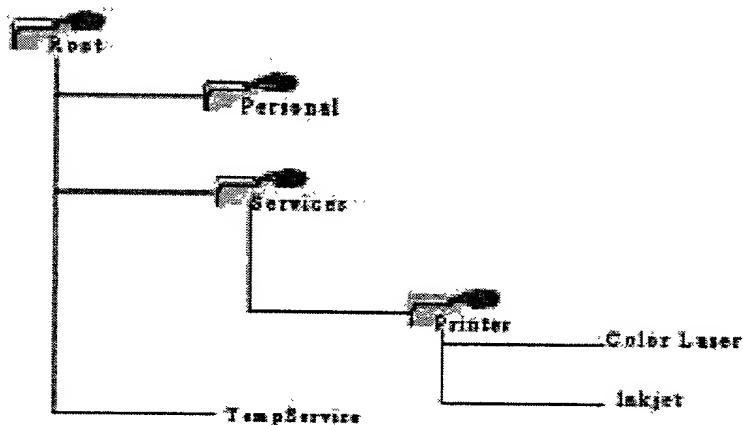 Root
Personal
Services
Printer
Color Laser
Inkjet
TempService